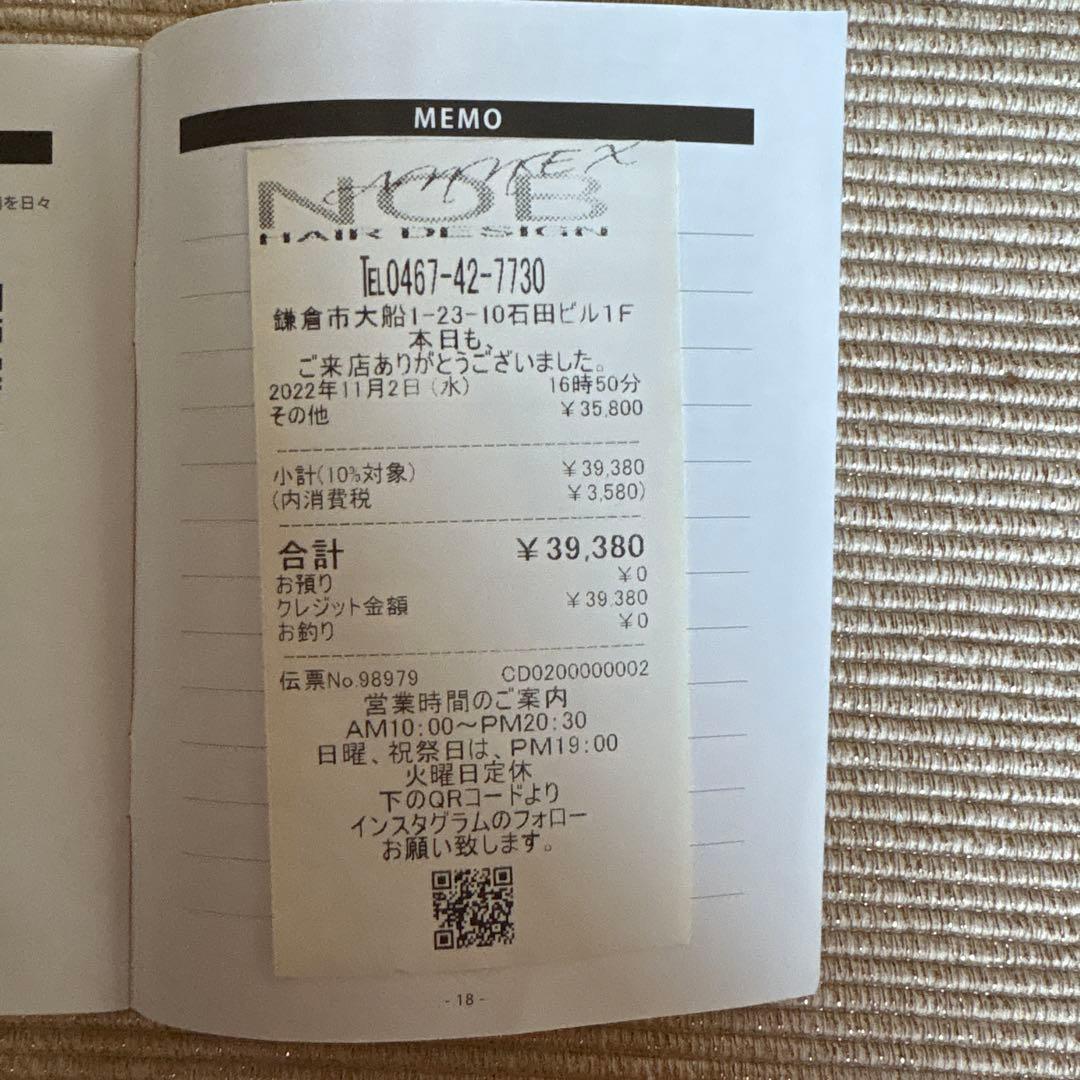 MEMO
を日々
NOB
ANNEX
HAIR DESIGN
TEL0467-42-7730
鎌倉市大船1-23-10石田ビル1F
本日も、
ご来店ありがとうございました。
2022年11月2日(水) 16時50分
その他 ¥35,800
小計(10%対象) ¥39,380
(内消費税 ¥3,580)
合計 ¥39,380
お預り ¥0
クレジット金額 ¥39,380
お釣り ¥0
伝票No.98979 CD0200000002
営業時間のご案内
AM10:00~PM20:30
日曜、祝祭日は、PM19:00
火曜日定休
下のQRコードより
インスタグラムのフォロー
お願い致します。
- 18 -